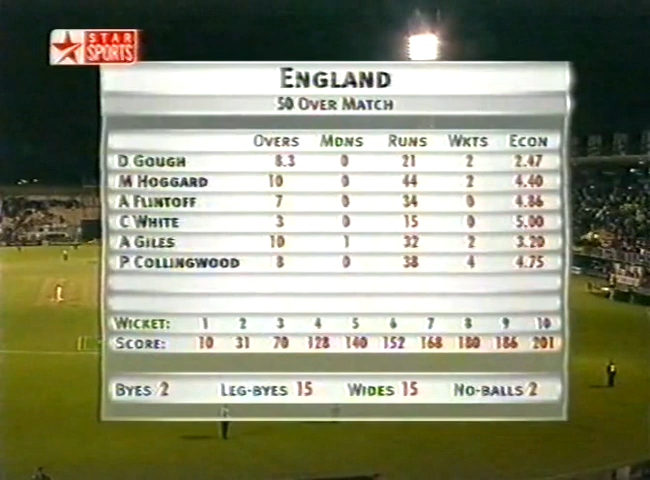 STAR
SPORTS
ENGLAND
50 OVER MATCH
OVERS MDNS RUNS WKTS ECON
D GOUGH 8.3 0 21 2 2.47
M HOGGARD 10 0 44 2 4.40
A FLINTOFF 7 0 34 0 4.86
C WHITE 3 0 15 0 5.00
A GILES 10 1 32 2 3.20
P COLLINGWOOD 8 0 38 4 4.75
WICKET: 1 2 3 4 5 6 7 8 9 10
SCORE: 10 31 70 128 140 152 168 180 186 201
BYES 2 LEG-BYES 15 WIDES 15 NO-BALLS 2